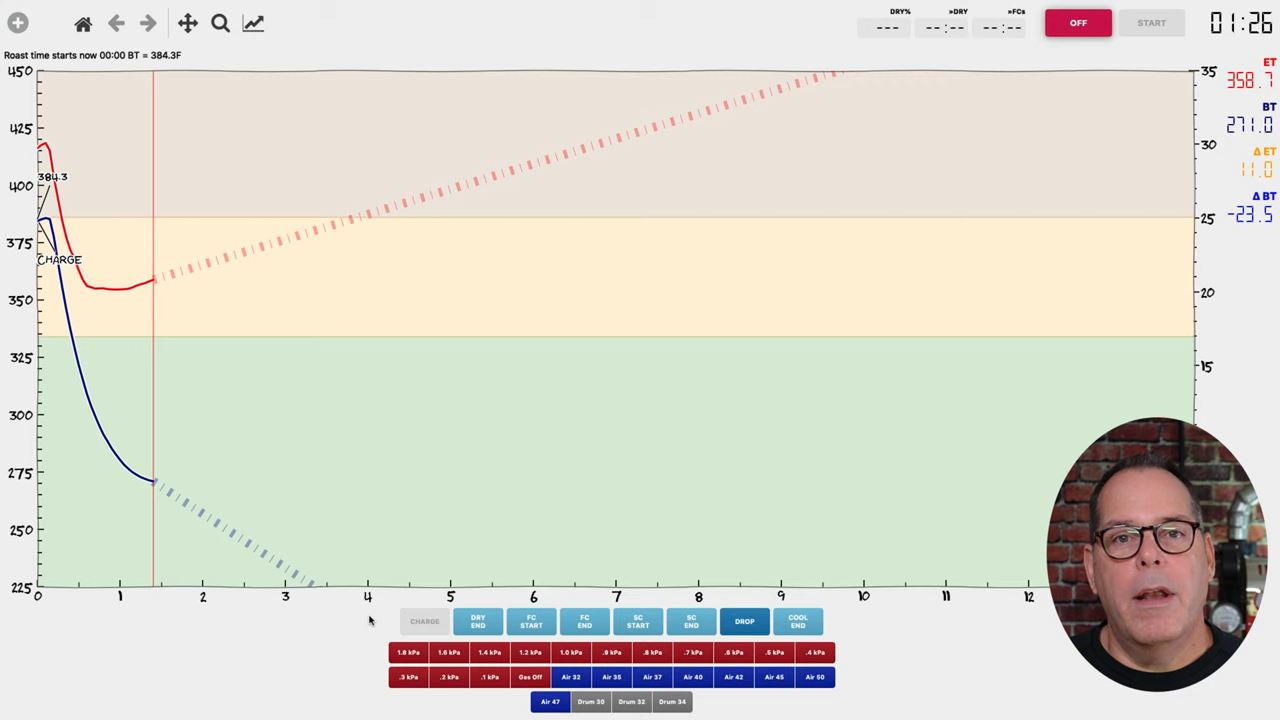 DRY% »DRY »FCs
--- --:-- --:--
OFF START 01:26
Roast time starts now 00:00 BT = 384.3F
ET
358.7
BT
271.0
Δ ET
11.0
Δ BT
-23.5
450
425
400
375
350
325
300
275
250
225
35
30
25
20
15
384.3
CHARGE
0 1 2 3 4 5 6 7 8 9 10 11 12
CHARGE DRY END FC START FC END SC START SC END DROP COOL END
1.8 kPa 1.6 kPa 1.4 kPa 1.2 kPa 1.0 kPa .9 kPa .8 kPa .7 kPa .6 kPa .5 kPa .4 kPa
.3 kPa .2 kPa .1 kPa Gas Off Air 32 Air 35 Air 37 Air 40 Air 42 Air 45 Air 50
Air 47 Drum 30 Drum 32 Drum 34